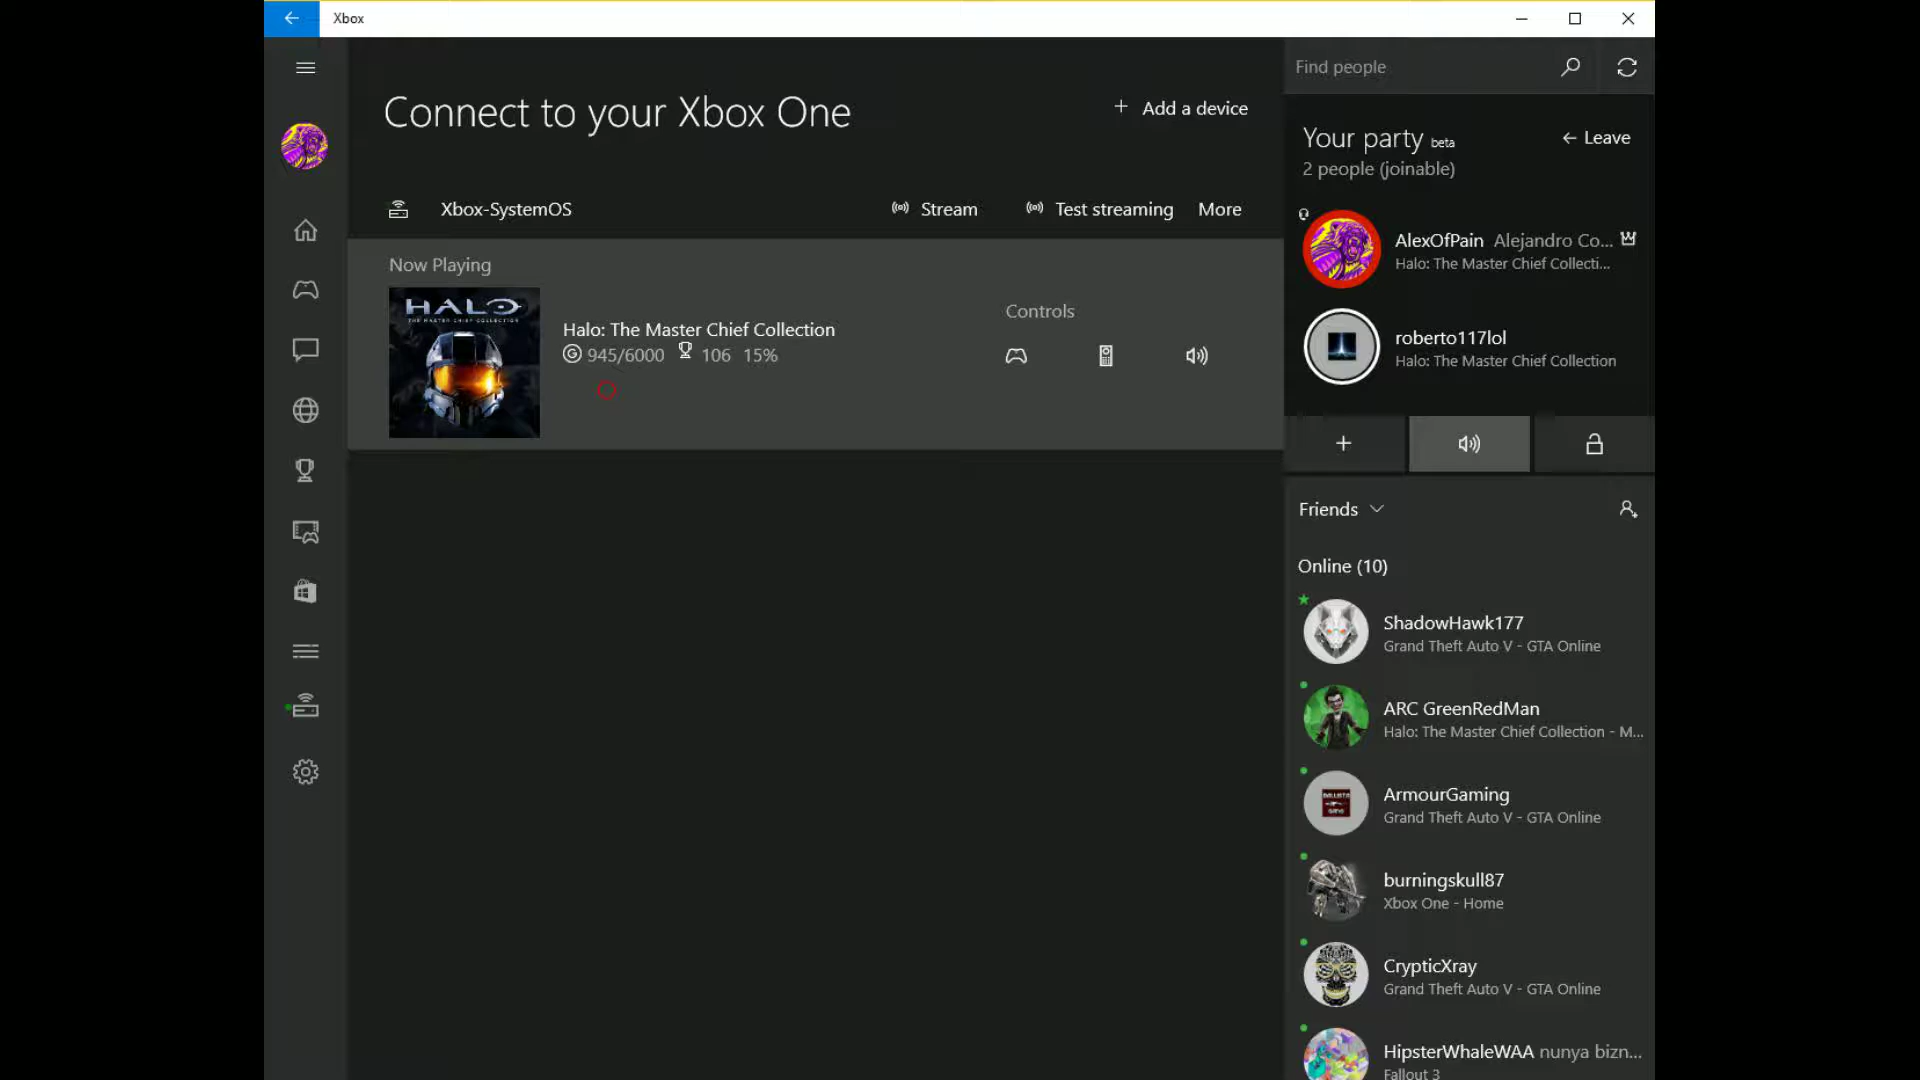 Xbox
Connect to your Xbox One
Add a device
Xbox-SystemOS
Stream
Test streaming
More
Now Playing
HALO
THE MASTER CHIEF COLLECTION
Halo: The Master Chief Collection
G 945/6000 106 15%
Controls
Find people
Your party beta
Leave
2 people (joinable)
AlexOfPain Alejandro Co...
Halo: The Master Chief Collecti...
roberto117lol
Halo: The Master Chief Collection
Friends
Online (10)
ShadowHawk177
Grand Theft Auto V - GTA Online
ARC GreenRedMan
Halo: The Master Chief Collection - M...
ArmourGaming
Grand Theft Auto V - GTA Online
burningskull87
Xbox One - Home
CrypticXray
Grand Theft Auto V - GTA Online
HipsterWhaleWAA nunya bizn...
Fallout 3